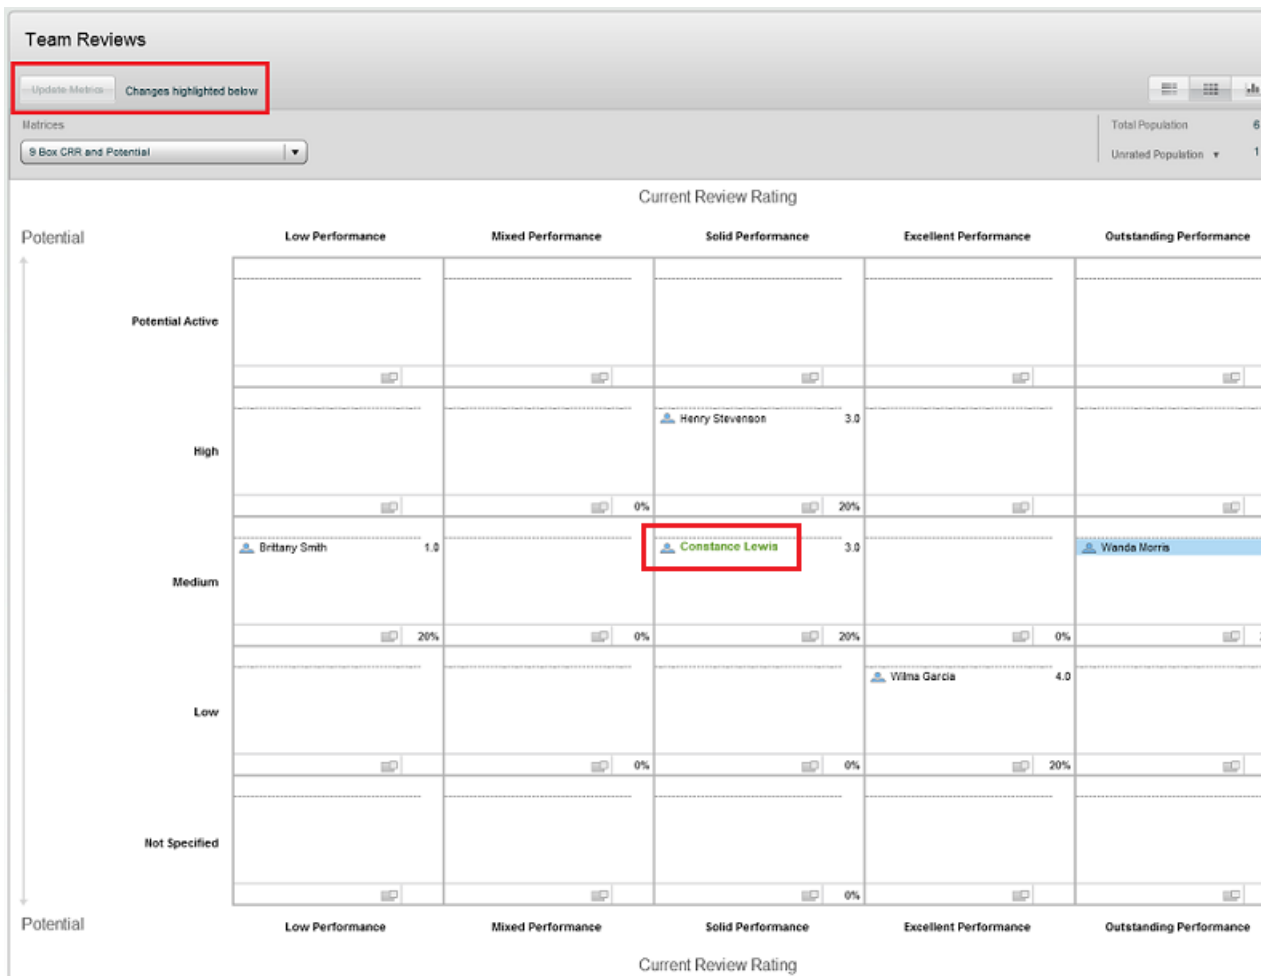 Team Reviews
Update Metrics Changes highlighted below
Matrices
Total Population 6
9 Box CRR and Potential
Unrated Population 1
Current Review Rating
Potential
Low Performance Mixed Performance Solid Performance Excellent Performance Outstanding Performance
Potential Active
Henry Stevenson 3.0
High
0% 20%
Brittany Smith 1.0 Constance Lewis 3.0 Wanda Morris
Medium
20% 0% 20% 0%
Wilma Garcia 4.0
Low
0% 0% 20%
Not Specified
0%
Potential
Low Performance Mixed Performance Solid Performance Excellent Performance Outstanding Performance
Current Review Rating